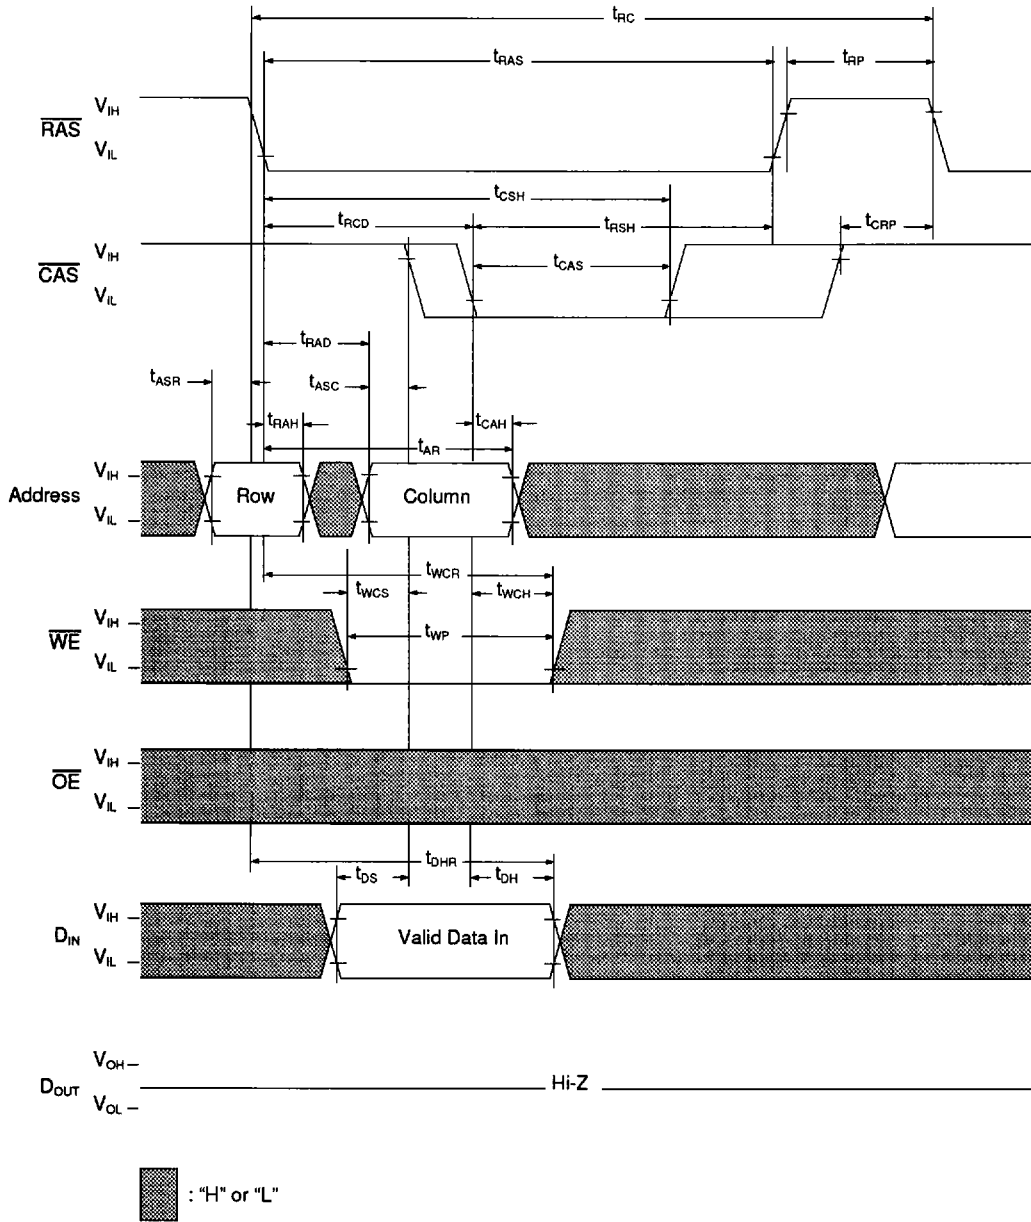 tRC
tRAS
tRP
RAS
VIH
VIL
tCSH
tRCD
tRSH
tCRP
CAS
VIH
VIL
tCAS
tRAD
tASR
tASC
tRAH
tCAH
tAR
Address
VIH
VIL
Row
Column
tWCR
tWCS
tWCH
WE
VIH
VIL
tWP
OE
VIH
VIL
tDHR
tDS
tDH
DIN
VIH
VIL
Valid Data In
DOUT
VOH
VOL
Hi-Z
: “H” or “L”